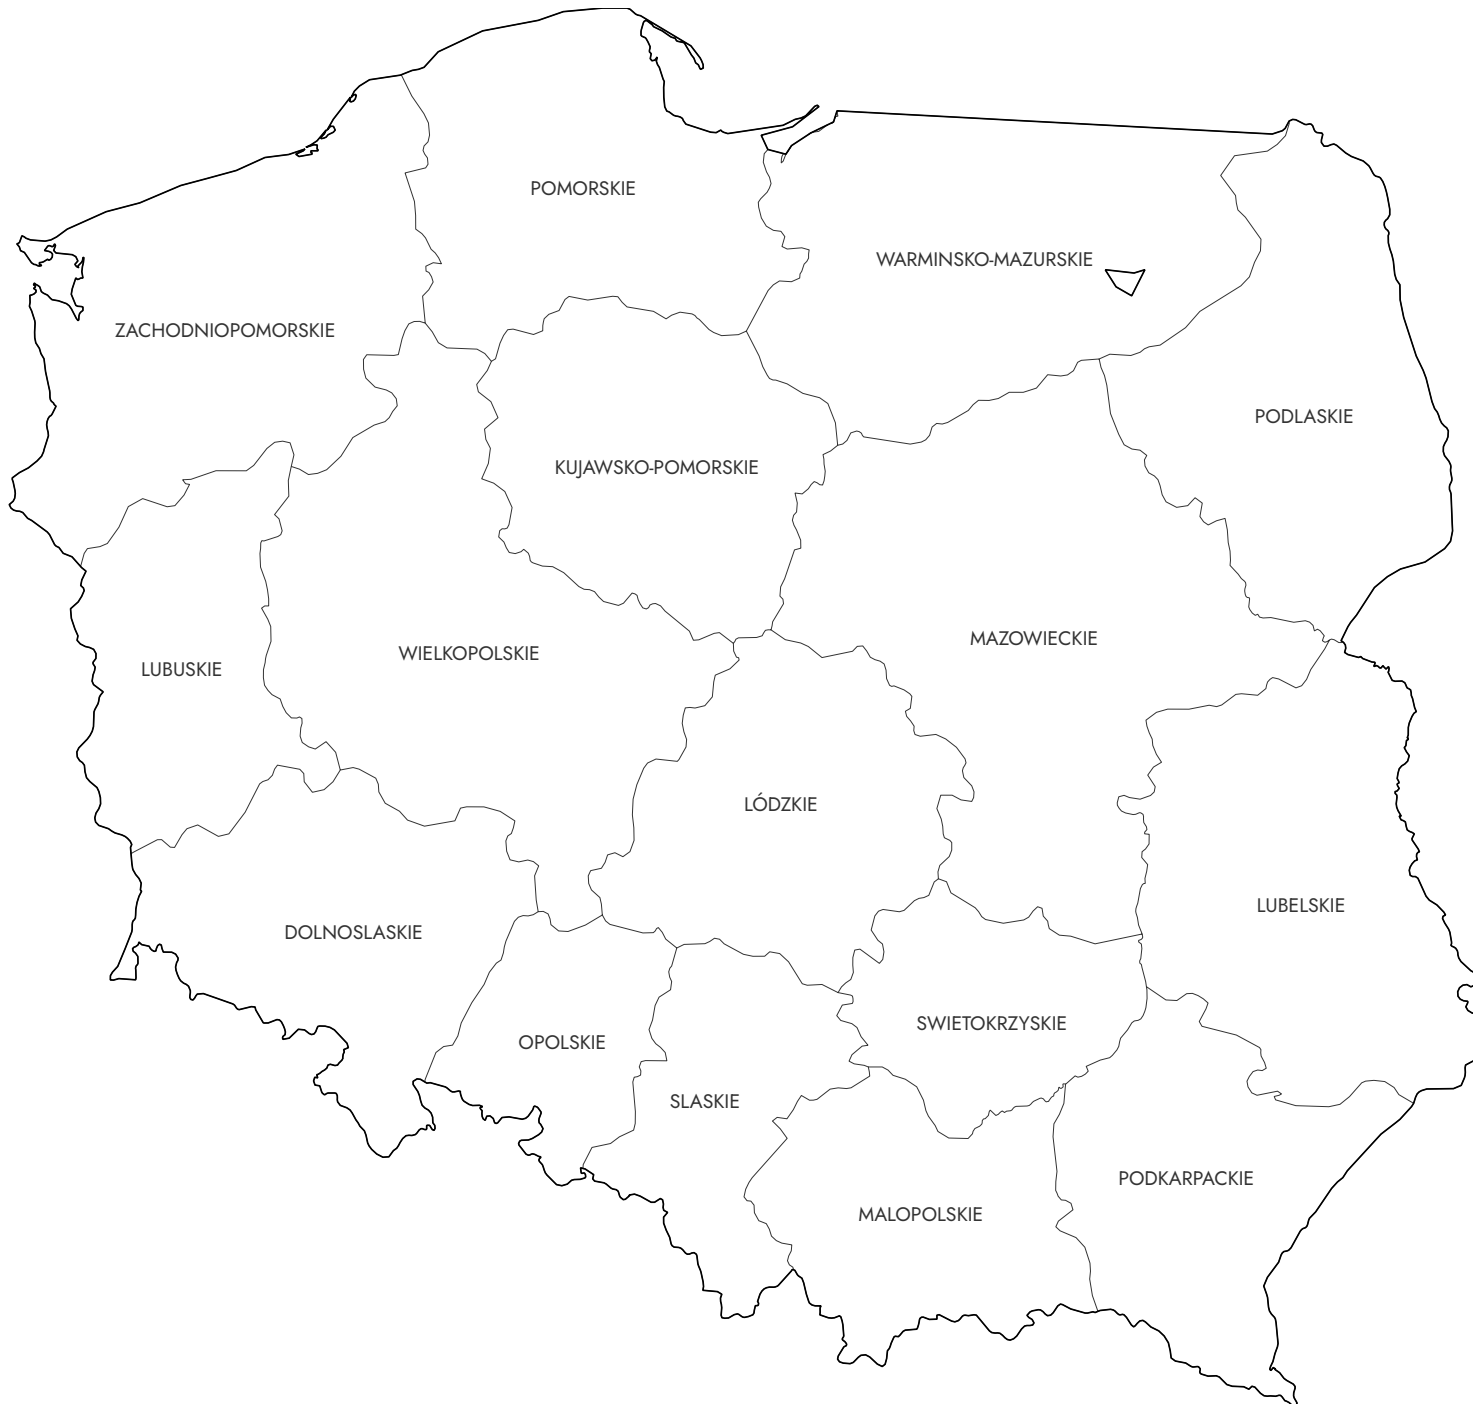 POMORSKIE
WARMINSKO-MAZURSKIE
ZACHODNIOPOMORSKIE
PODLASKIE
KUJAWSKO-POMORSKIE
MAZOWIECKIE
WIELKOPOLSKIE
LUBUSKIE
LÓDZKIE
LUBELSKIE
DOLNOSLASKIE
SWIETOKRZYSKIE
OPOLSKIE
SLASKIE
PODKARPACKIE
MALOPOLSKIE